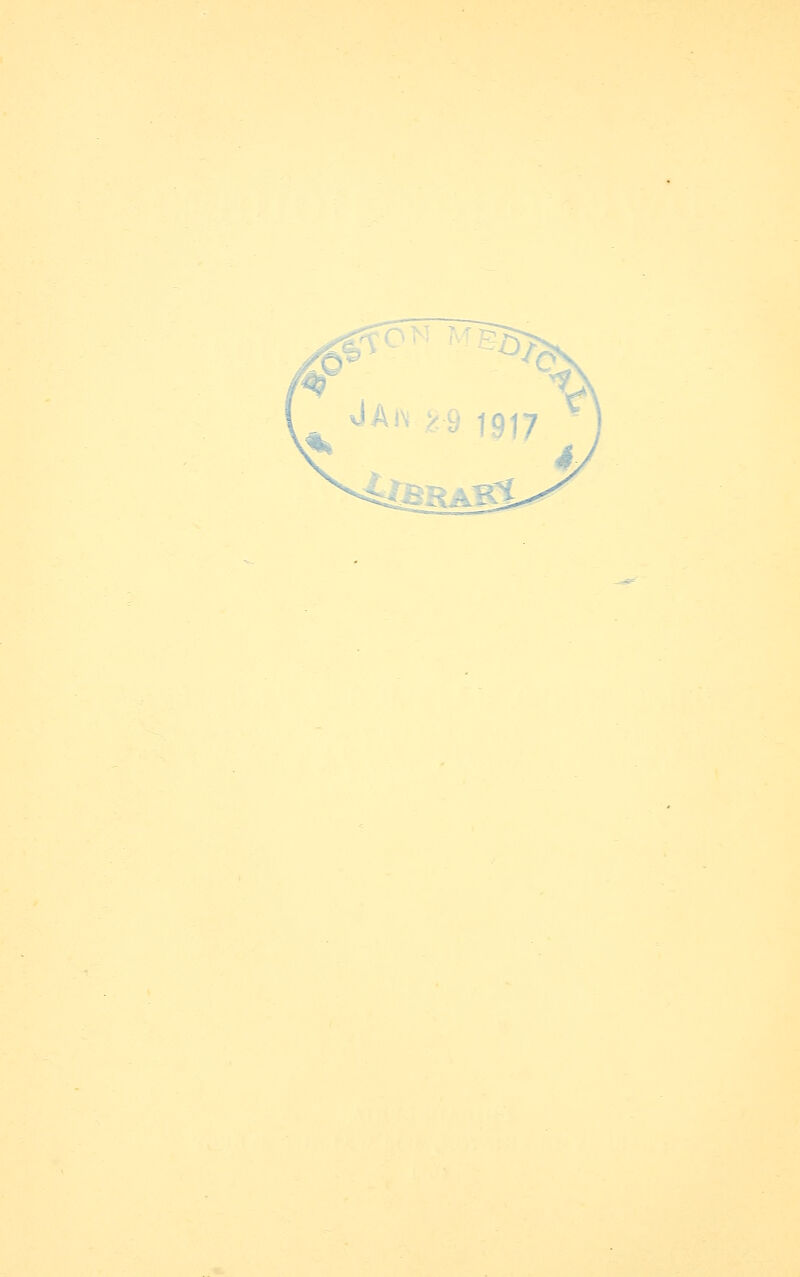 BOSTON MEDICAL
JAN 29 1917
LIBRARY